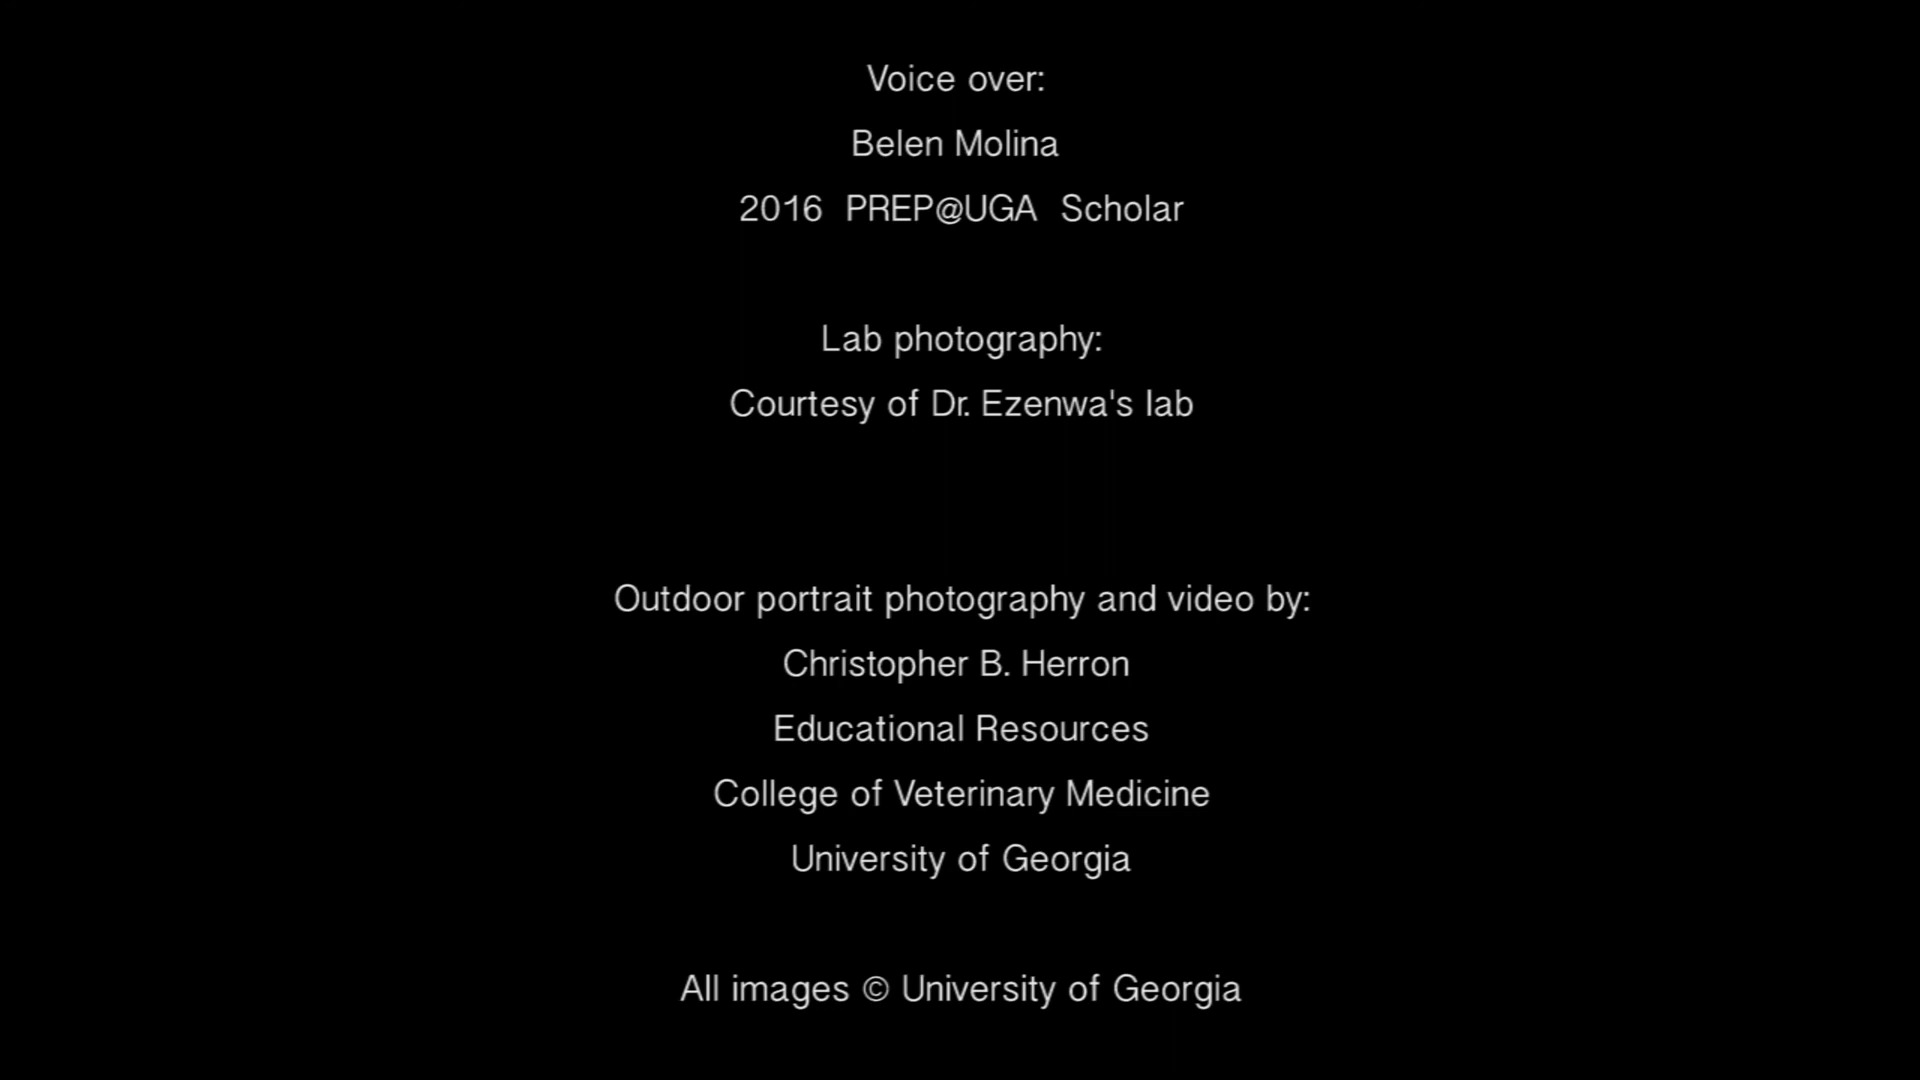 Voice over:
Belen Molina
2016 PREP@UGA Scholar
Lab photography:
Courtesy of Dr. Ezenwa's lab
Outdoor portrait photography and video by:
Christopher B. Herron
Educational Resources
College of Veterinary Medicine
University of Georgia
All images © University of Georgia